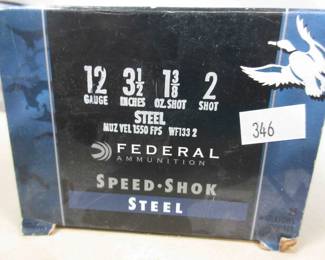 12 3½ 1⅜ 2
GAUGE INCHES OZ. SHOT SHOT
STEEL
MUZ VEL 1550 FPS WF133 2
346
FEDERAL
AMMUNITION
SPEED•SHOK
STEEL